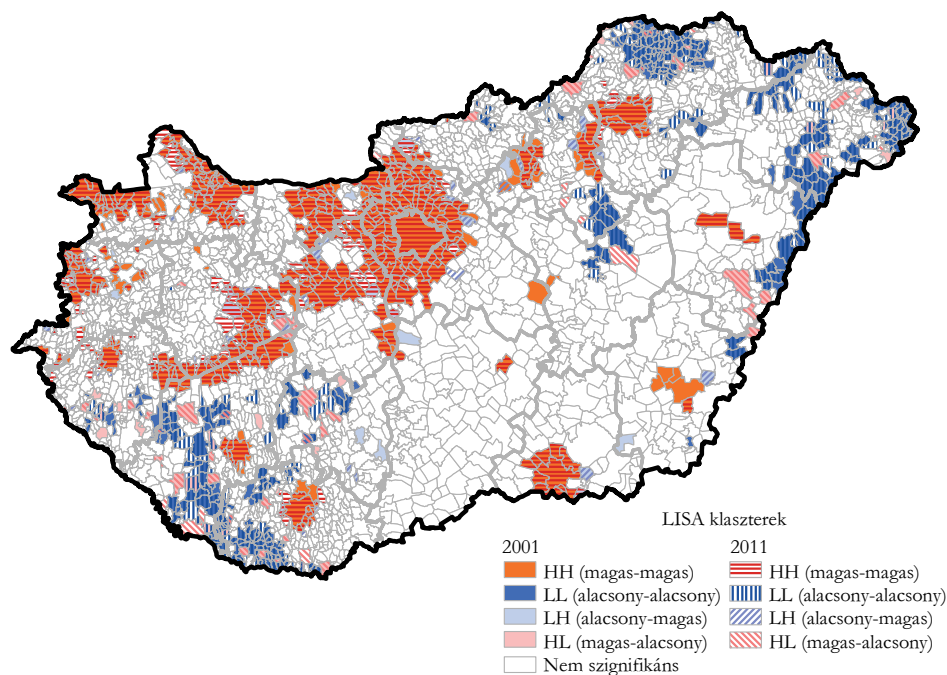 LISA klaszterek
2001 2011
HH (magas-magas) HH (magas-magas)
LL (alacsony-alacsony) LL (alacsony-alacsony)
LH (alacsony-magas) LH (alacsony-magas)
HL (magas-alacsony) HL (magas-alacsony)
Nem szignifikáns